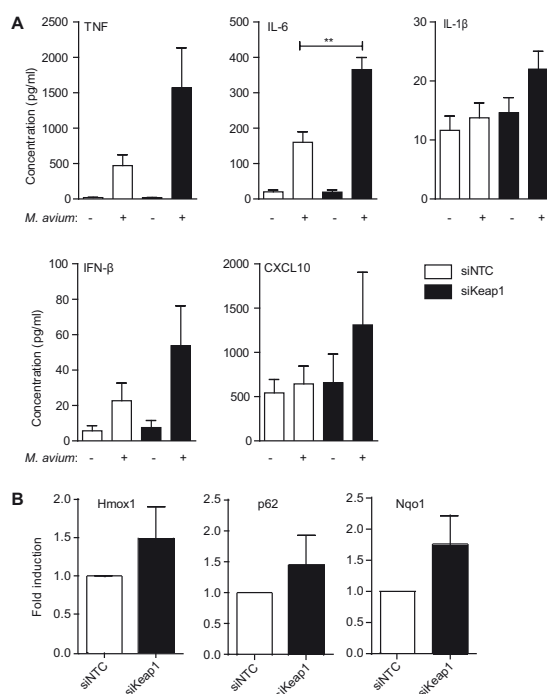 A
TNF
IL-6
IL-1β
Concentration (pg/ml)
2500
2000
1500
1000
500
0
400
300
200
100
0
**
30
20
10
0
M. avium: - + - +
- + - +
- + - +
IFN-β
CXCL10
Concentration (pg/ml)
80
60
40
20
0
2000
1500
1000
500
0
siNTC
siKeap1
M. avium: - + - +
- + - +
B
Hmox1
p62
Nqo1
Fold induction
2.0
1.5
1.0
0.5
0.0
2.5
2.0
1.5
1.0
0.5
0.0
2.5
2.0
1.5
1.0
0.5
0.0
siNTC
siKeap1
siNTC
siKeap1
siNTC
siKeap1